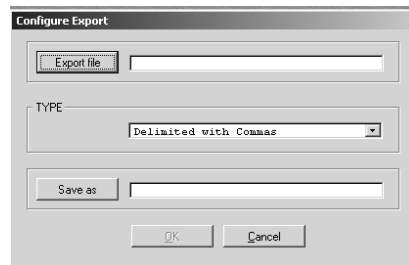 Configure Export
Export file
TYPE
Delimited with Commas
Save as
OK Cancel